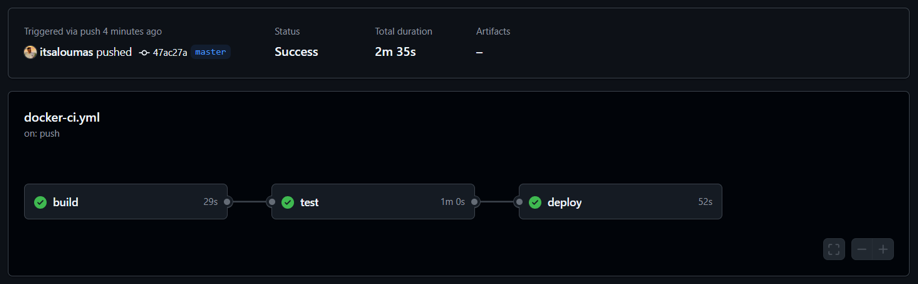 Triggered via push 4 minutes ago
Status
Total duration
Artifacts
itsaloumas pushed 47ac27a master
Success
2m 35s
–
docker-ci.yml
on: push
build 29s
test 1m 0s
deploy 52s